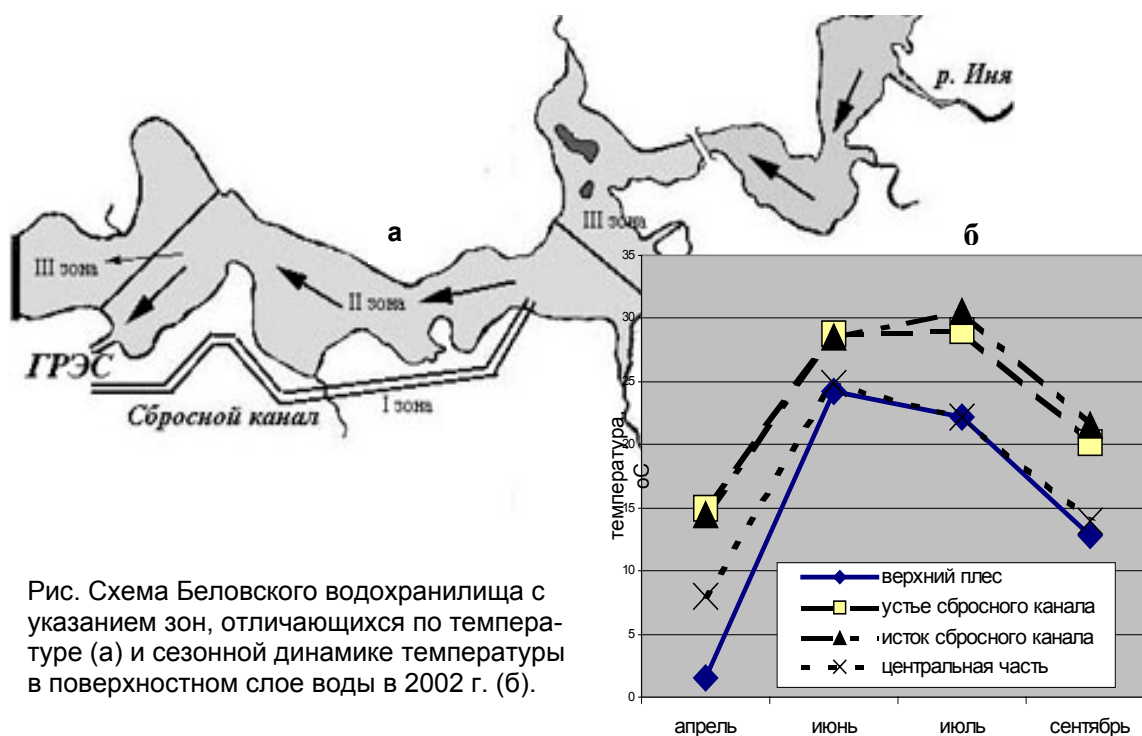 р. Иня
а
III зона
б
III зона
II зона
ГРЭС
Сбросной канал
I зона
35
30
25
20
15
10
5
0
температура,
оС
верхний плес
устье сбросного канала
исток сбросного канала
центральная часть
апрель июнь июль сентябрь
Рис. Схема Беловского водохранилища с
указанием зон, отличающихся по темпера-
туре (а) и сезонной динамике температуры
в поверхностном слое воды в 2002 г. (б).